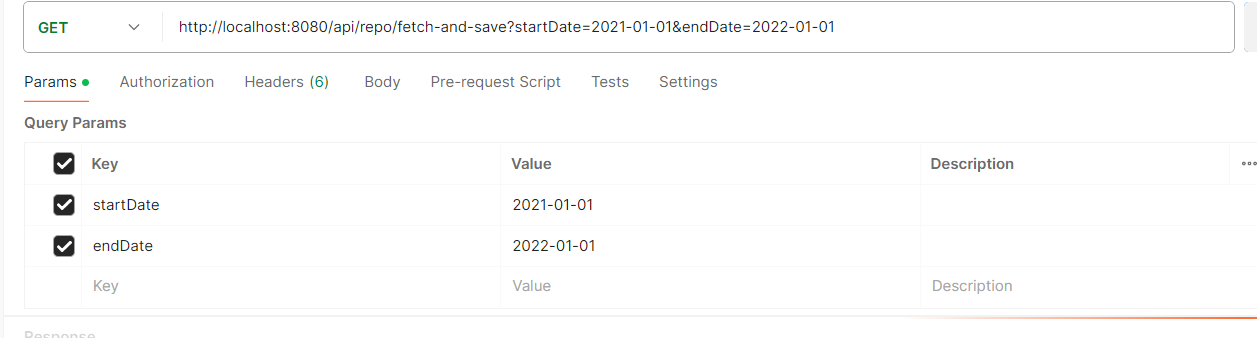 GET http://localhost:8080/api/repo/fetch-and-save?startDate=2021-01-01&endDate=2022-01-01
Params Authorization Headers (6) Body Pre-request Script Tests Settings
Query Params
Key Value Description
startDate 2021-01-01
endDate 2022-01-01
Key Value Description
Response